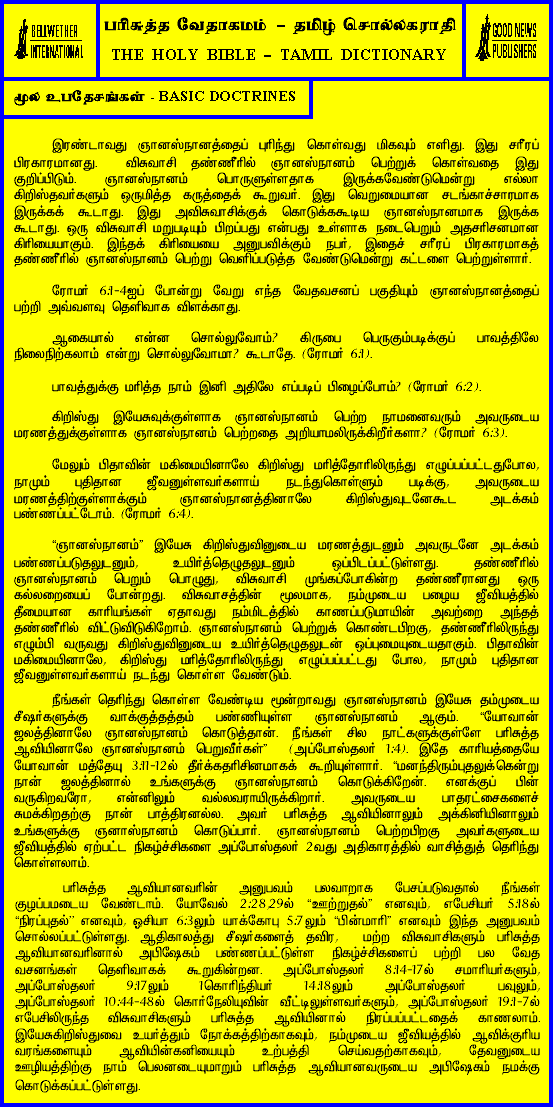 BELLWETHER
INTERNATIONAL
பரிசுத்த வேதாகமம் – தமிழ் சொல்லகராதி
THE HOLY BIBLE – TAMIL DICTIONARY
GOOD NEWS
PUBLISHERS
மூல உபதேசங்கள் - BASIC DOCTRINES
இரண்டாவது ஞானஸ்நானத்தைப் புரிந்து கொள்வது மிகவும் எளிது. இது சரீரப்
பிரகாரமானது. விசுவாசி தண்ணீரில் ஞானஸ்நானம் பெற்றுக் கொள்வதை இது
குறிப்பிடும். ஞானஸ்நானம் பொருளுள்ளதாக இருக்கவேண்டுமென்று எல்லா
கிறிஸ்தவர்களும் ஒருமித்த கருத்தைக் கூறுவர். இது வெறுமையான சடங்காச்சாரமாக
இருக்கக் கூடாது. இது அவிசுவாசிக்குக் கொடுக்ககூடிய ஞானஸ்நானமாக இருக்க
கூடாது. ஒரு விசுவாசி மறுபடியும் பிறப்பது என்பது உள்ளாக நடைபெறும் அதசரிசனமான
கிரியையாகும். இந்தக் கிரியையை அனுபவிக்கும் நபர், இதைச் சரீரப் பிரகாரமாகத்
தண்ணீரில் ஞானஸ்நானம் பெற்று வெளிப்படுத்த வேண்டுமென்று கட்டளை பெற்றுள்ளார்.
ரோமர் 6:1-4ஐப் போன்று வேறு எந்த வேதவசனப் பகுதியும் ஞானஸ்நானத்தைப்
பற்றி அவ்வளவு தெளிவாக விளக்காது.
ஆகையால் என்ன சொல்லுவோம்? கிருபை பெருகும்படிக்குப் பாவத்திலே
நிலைநிற்கலாம் என்று சொல்லுவோமா? கூடாதே. (ரோமர் 6:1).
பாவத்துக்கு மரித்த நாம் இனி அதிலே எப்படிப் பிழைப்போம்? (ரோமர் 6:2).
கிறிஸ்து இயேசுவுக்குள்ளாக ஞானஸ்நானம் பெற்ற நாமனைவரும் அவருடைய
மரணத்துக்குள்ளாக ஞானஸ்நானம் பெற்றதை அறியாமலிருக்கிறீர்களா? (ரோமர் 6:3).
மேலும் பிதாவின் மகிமையினாலே கிறிஸ்து மரித்தோரிலிருந்து எழுப்பப்பட்டதுபோல,
நாமும் புதிதான ஜீவனுள்ளவர்களாய் நடந்துகொள்ளும் படிக்கு, அவருடைய
மரணத்திற்குள்ளாக்கும் ஞானஸ்நானத்தினாலே கிறிஸ்துவுடனேகூட அடக்கம்
பண்ணப்பட்டோம். (ரோமர் 6:4).
“ஞானஸ்நானம்” இயேசு கிறிஸ்துவினுடைய மரணத்துடனும் அவருடனே அடக்கம்
பண்ணப்படுதலுடனும், உயிர்த்தெழுதலுடனும் ஒப்பிடப்பட்டுள்ளது. தண்ணீரில்
ஞானஸ்நானம் பெறும் பொழுது, விசுவாசி முங்கப்போகின்ற தண்ணீரானது ஒரு
கல்லறையைப் போன்றது. விசுவாசத்தின் மூலமாக, நம்முடைய பழைய ஜீவியத்தில்
தீமையான காரியங்கள் ஏதாவது நம்மிடத்தில் காணப்படுமாயின் அவற்றை அந்தத்
தண்ணீரில் விட்டுவிடுகிறோம். ஞானஸ்நானம் பெற்றுக் கொண்டபிறகு, தண்ணீரிலிருந்து
எழும்பி வருவது கிறிஸ்துவினுடைய உயிர்த்தெழுதலுடன் ஒப்புமையுடையதாகும். பிதாவின்
மகிமையினாலே, கிறிஸ்து மரித்தோரிலிருந்து எழுப்பப்பட்டது போல, நாமும் புதிதான
ஜீவனுள்ளவர்களாய் நடந்து கொள்ள வேண்டும்.
நீங்கள் தெரிந்து கொள்ள வேண்டிய மூன்றாவது ஞானஸ்நானம் இயேசு தம்முடைய
சீஷர்களுக்கு வாக்குத்தத்தம் பண்ணியுள்ள ஞானஸ்நானம் ஆகும். “யோவான்
ஜலத்தினாலே ஞானஸ்நானம் கொடுத்தான். நீங்கள் சில நாட்களுக்குள்ளே பரிசுத்த
ஆவியினாலே ஞானஸ்நானம் பெறுவீர்கள்” (அப்போஸ்தலர் 1:4). இதே காரியத்தையே
யோவான் மத்தேயு 3:11-12ல் தீர்க்கதரிசினமாகக் கூறியுள்ளார். “மனந்திரும்புதலுக்கென்று
நான் ஜலத்தினால் உங்களுக்கு ஞானஸ்நானம் கொடுக்கிறேன். எனக்குப் பின்
வருகிறவரோ, என்னிலும் வல்லவராயிருக்கிறார். அவருடைய பாதரட்சைகளைச்
சுமக்கிறதற்கு நான் பாத்திரனல்ல. அவர் பரிசுத்த ஆவியினாலும் அக்கினியினாலும்
உங்களுக்கு ஞனாஸ்நானம் கொடுப்பார். ஞானஸ்நானம் பெற்றபிறகு அவர்களுடைய
ஜீவியத்தில் ஏற்பட்ட நிகழ்ச்சிகளை அப்போஸ்தலர் 2வது அதிகாரத்தில் வாசித்துத் தெரிந்து
கொள்ளலாம்.
பரிசுத்த ஆவியானவரின் அனுபவம் பலவாறாக பேசப்படுவதால் நீங்கள்
குழப்பமடைய வேண்டாம். யோவேல் 2:28,29ல் “ஊற்றுதல்” எனவும், எபேசியர் 5:18ல்
“நிரப்புதல்” எனவும், ஓசியா 6:3லும் யாக்கோபு 5:7லும் “பின்மாரி” எனவும் இந்த அனுபவம்
சொல்லப்பட்டுள்ளது. ஆதிகாலத்து சீஷர்களைத் தவிர, மற்ற விசுவாசிகளும் பரிசுத்த
ஆவியானவரினால் அபிஷேகம் பண்ணப்பட்டுள்ள நிகழ்ச்சிகளைப் பற்றி பல வேத
வசனங்கள் தெளிவாகக் கூறுகின்றன. அப்போஸ்தலர் 8:14-17ல் சமாரியர்களும்,
அப்போஸ்தலர் 9:17லும் 1கொரிந்தியர் 14:18லும் அப்போஸ்தலர் பவுலும்,
அப்போஸ்தலர் 10:44-48ல் கொர்நேலியுவின் வீட்டிலுள்ளவர்களும், அப்போஸ்தலர் 19:1-7ல்
எபேசிலிருந்த விசுவாசிகளும் பரிசுத்த ஆவியினால் நிரப்பப்பட்டதைக் காணலாம்.
இயேசுகிறிஸ்துவை உயர்த்தும் நோக்கத்திற்காகவும், நம்முடைய ஜீவியத்தில் ஆவிக்குரிய
வரங்களையும் ஆவியின்கனியையும் உற்பத்தி செய்வதற்காகவும், தேவனுடைய
ஊழியத்திற்கு நாம் பெலனடையுமாறும் பரிசுத்த ஆவியானவருடைய அபிஷேகம் நமக்கு
கொடுக்கப்பட்டுள்ளது.